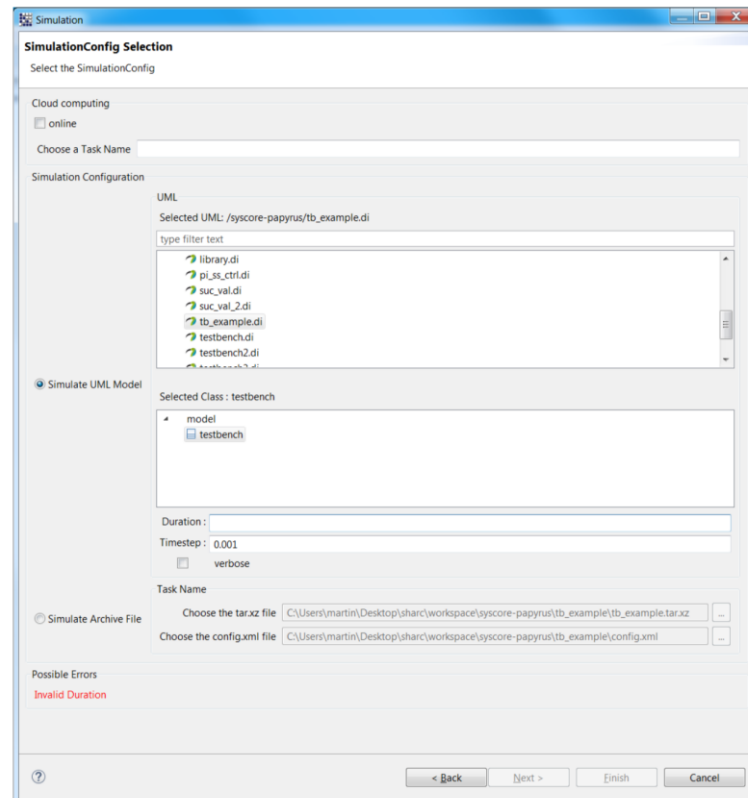 Simulation
SimulationConfig Selection
Select the SimulationConfig
Cloud computing
online
Choose a Task Name
Simulation Configuration
UML
Selected UML: /syscore-papyrus/tb_example.di
type filter text
library.di
pi_ss_ctrl.di
suc_val.di
suc_val_2.di
tb_example.di
testbench.di
testbench2.di
Simulate UML Model
Selected Class : testbench
model
testbench
Duration :
Timestep : 0.001
verbose
Task Name
Simulate Archive File
Choose the tar.xz file C:\Users\martin\Desktop\sharc\workspace\syscore-papyrus\tb_example\tb_example.tar.xz ...
Choose the config.xml file C:\Users\martin\Desktop\sharc\workspace\syscore-papyrus\tb_example\config.xml ...
Possible Errors
Invalid Duration
? < Back Next > Finish Cancel